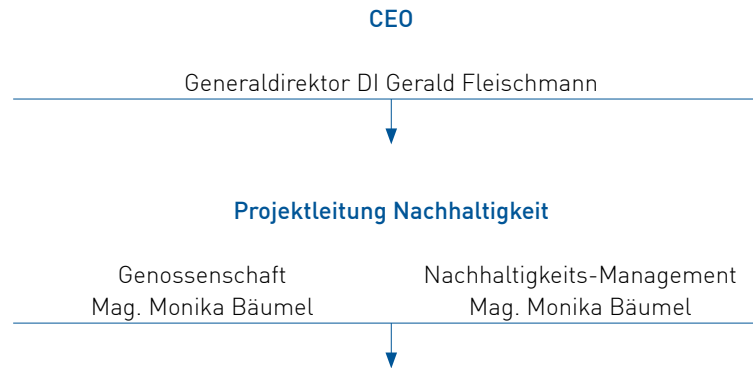 CEO
Generaldirektor DI Gerald Fleischmann
Projektleitung Nachhaltigkeit
Genossenschaft
Mag. Monika Bäumel
Nachhaltigkeits-Management
Mag. Monika Bäumel